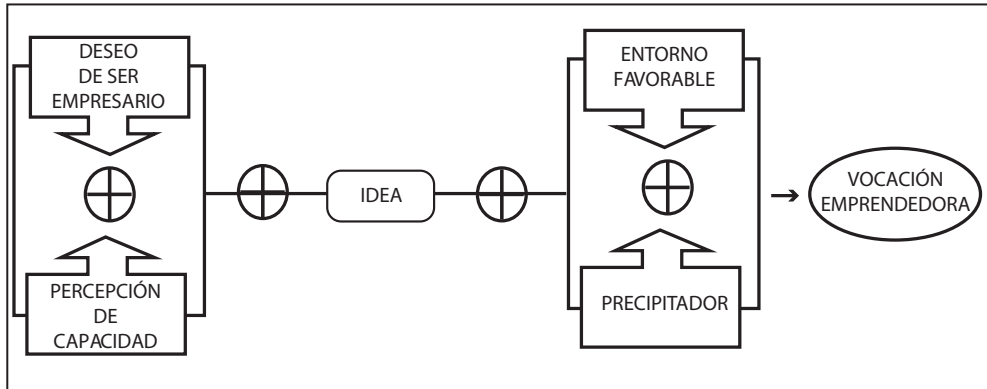 DESEO
DE SER
EMPRESARIO
PERCEPCIÓN
DE
CAPACIDAD
IDEA
ENTORNO
FAVORABLE
PRECIPITADOR
VOCACIÓN
EMPRENDEDORA